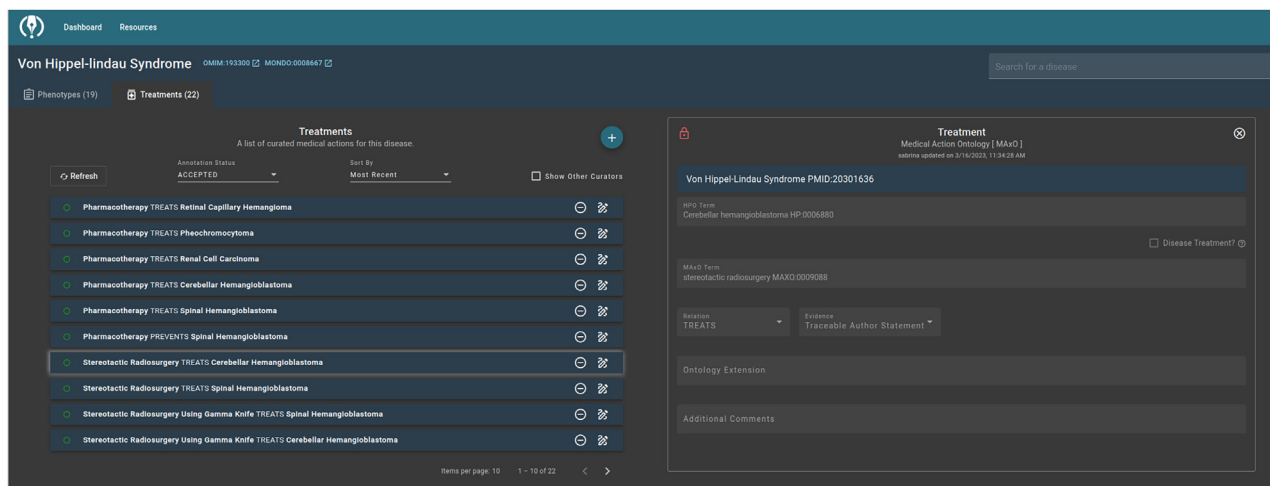 Dashboard Resources
Von Hippel-lindau Syndrome OMIM:193300 MONDO:0008667
Search for a disease
Phenotypes (19) Treatments (22)
Treatments
A list of curated medical actions for this disease.
+
Refresh
Annotation Status
ACCEPTED
Sort By
Most Recent
Show Other Curators
Pharmacotherapy TREATS Retinal Capillary Hemangioma
Pharmacotherapy TREATS Pheochromocytoma
Pharmacotherapy TREATS Renal Cell Carcinoma
Pharmacotherapy TREATS Cerebellar Hemangioblastoma
Pharmacotherapy TREATS Spinal Hemangioblastoma
Pharmacotherapy PREVENTS Spinal Hemangioblastoma
Stereotactic Radiosurgery TREATS Cerebellar Hemangioblastoma
Stereotactic Radiosurgery TREATS Spinal Hemangioblastoma
Stereotactic Radiosurgery Using Gamma Knife TREATS Spinal Hemangioblastoma
Stereotactic Radiosurgery Using Gamma Knife TREATS Cerebellar Hemangioblastoma
Items per page: 10 1 – 10 of 22
Treatment
Medical Action Ontology [ MAxO ]
sabrina updated on 3/16/2023, 11:34:28 AM
Von Hippel-Lindau Syndrome PMID:20301636
HPO Term
Cerebellar hemangioblastoma HP:0006880
Disease Treatment?
MAxO Term
stereotactic radiosurgery MAXO:0009088
Relation
TREATS
Evidence
Traceable Author Statement
Ontology Extension
Additional Comments